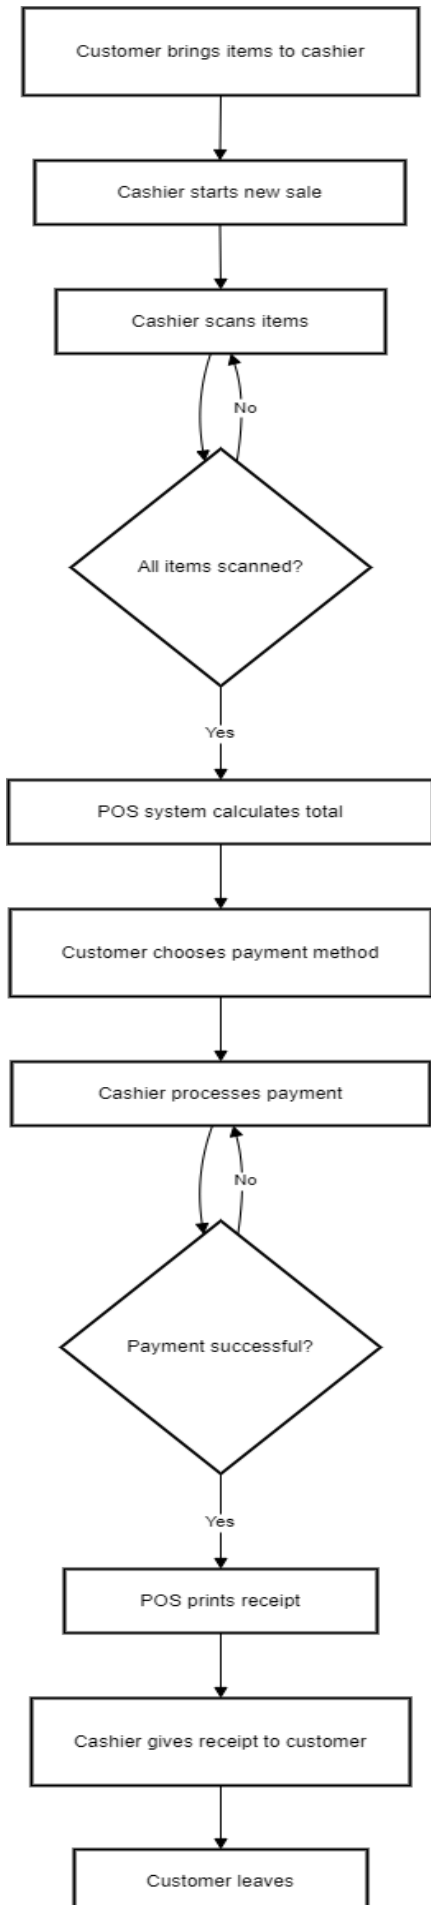 Customer brings items to cashier
Cashier starts new sale
Cashier scans items
No
All items scanned?
Yes
POS system calculates total
Customer chooses payment method
Cashier processes payment
No
Payment successful?
Yes
POS prints receipt
Cashier gives receipt to customer
Customer leaves